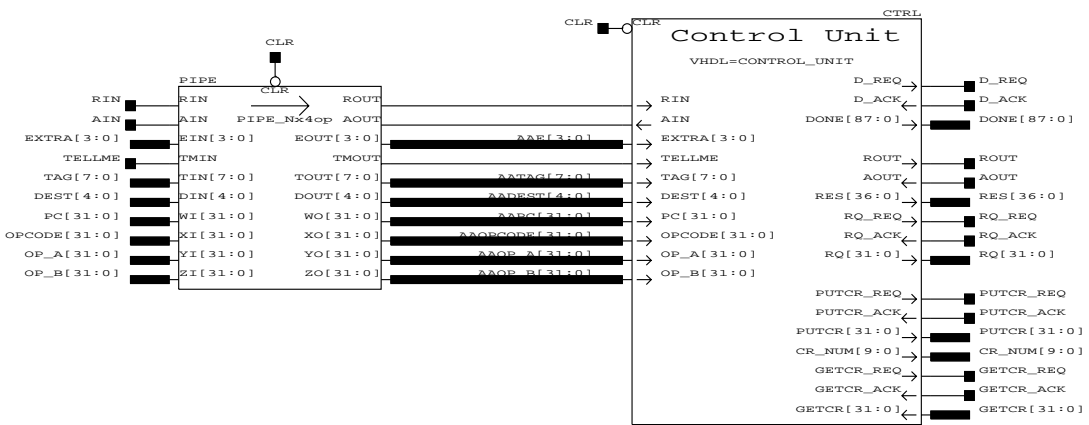 CTRL
CLR CLR
Control Unit
VHDL=CONTROL_UNIT
CLR
CLR
PIPE
PIPE_Nx4op
RIN RIN ROUT RIN
AIN AIN AOUT AIN
EXTRA[3:0] EIN[3:0] EOUT[3:0] AAE[3:0] EXTRA[3:0]
TELLME TMIN TMOUT TELLME
TAG[7:0] TIN[7:0] TOUT[7:0] AATAG[7:0] TAG[7:0]
DEST[4:0] DIN[4:0] DOUT[4:0] AADEST[4:0] DEST[4:0]
PC[31:0] WI[31:0] WO[31:0] AAPC[31:0] PC[31:0]
OPCODE[31:0] XI[31:0] XO[31:0] AAOPCODE[31:0] OPCODE[31:0]
OP_A[31:0] YI[31:0] YO[31:0] AAOP_A[31:0] OP_A[31:0]
OP_B[31:0] ZI[31:0] ZO[31:0] AAOP_B[31:0] OP_B[31:0]
D_REQ D_REQ
D_ACK D_ACK
DONE[87:0] DONE[87:0]
ROUT ROUT
AOUT AOUT
RES[36:0] RES[36:0]
RQ_REQ RQ_REQ
RQ_ACK RQ_ACK
RQ[31:0] RQ[31:0]
PUTCR_REQ PUTCR_REQ
PUTCR_ACK PUTCR_ACK
PUTCR[31:0] PUTCR[31:0]
CR_NUM[9:0] CR_NUM[9:0]
GETCR_REQ GETCR_REQ
GETCR_ACK GETCR_ACK
GETCR[31:0] GETCR[31:0]